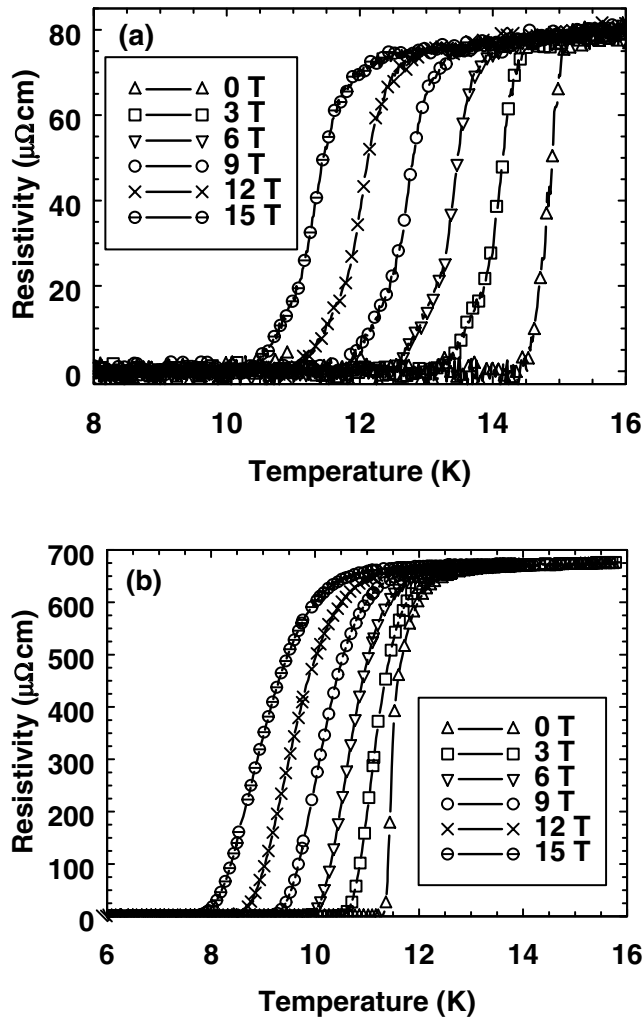 (a)
80
60
40
20
0
Resistivity (μΩcm)
0 T
3 T
6 T
9 T
12 T
15 T
8 10 12 14 16
Temperature (K)
(b)
700
600
500
400
300
200
100
0
Resistivity (μΩcm)
0 T
3 T
6 T
9 T
12 T
15 T
6 8 10 12 14 16
Temperature (K)